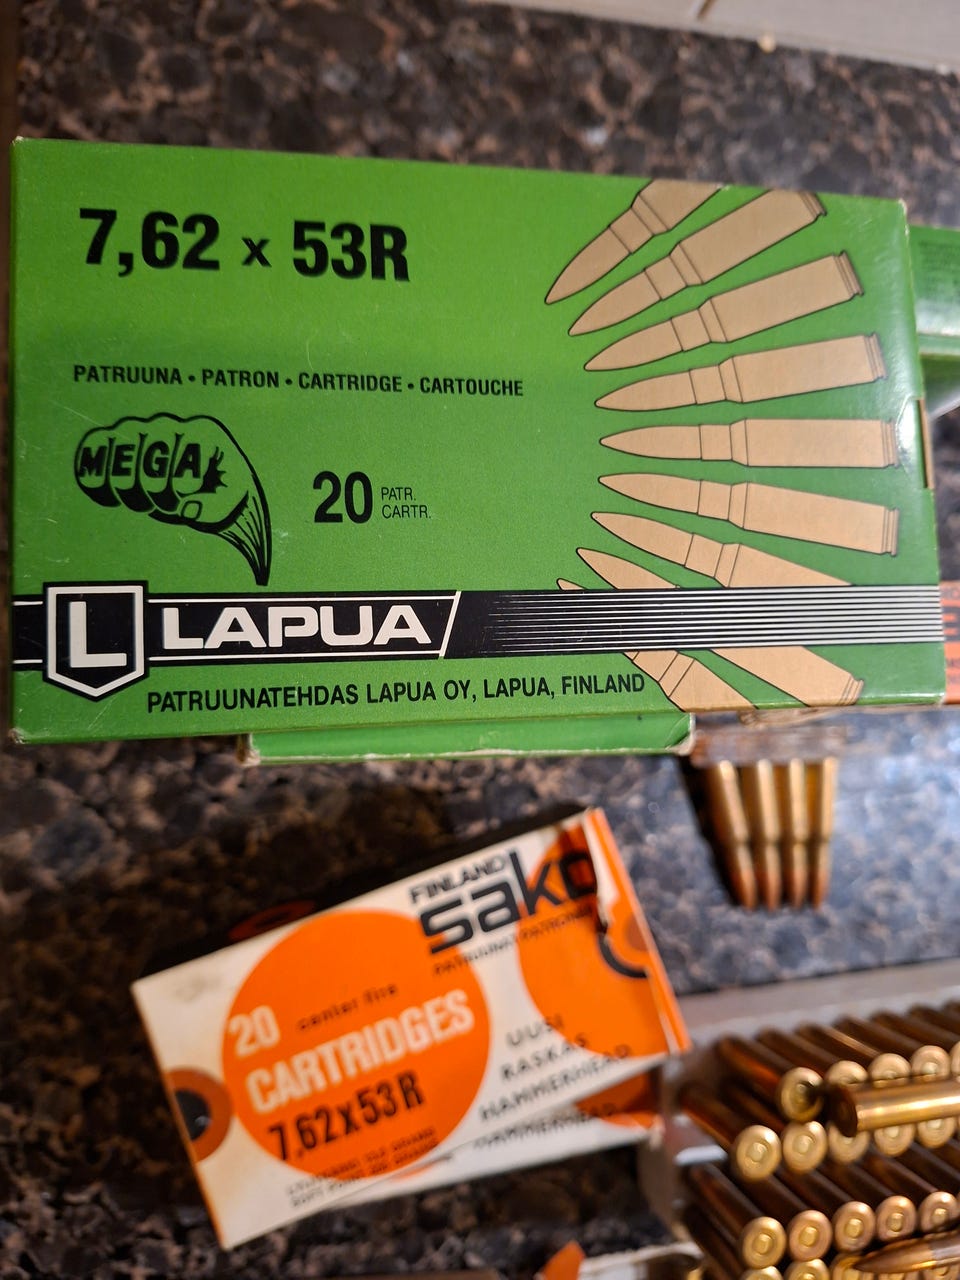 7,62 x 53R
PATRUUNA • PATRON • CARTRIDGE • CARTOUCHE
MEGA
20 PATR.
CARTR.
L LAPUA
PATRUUNATEHDAS LAPUA OY, LAPUA, FINLAND
FINLAND
sako
20 center fire
CARTRIDGES
7,62x53R
UUSI
RASKAS
HAMMERHEAD
HAMMERHEAD